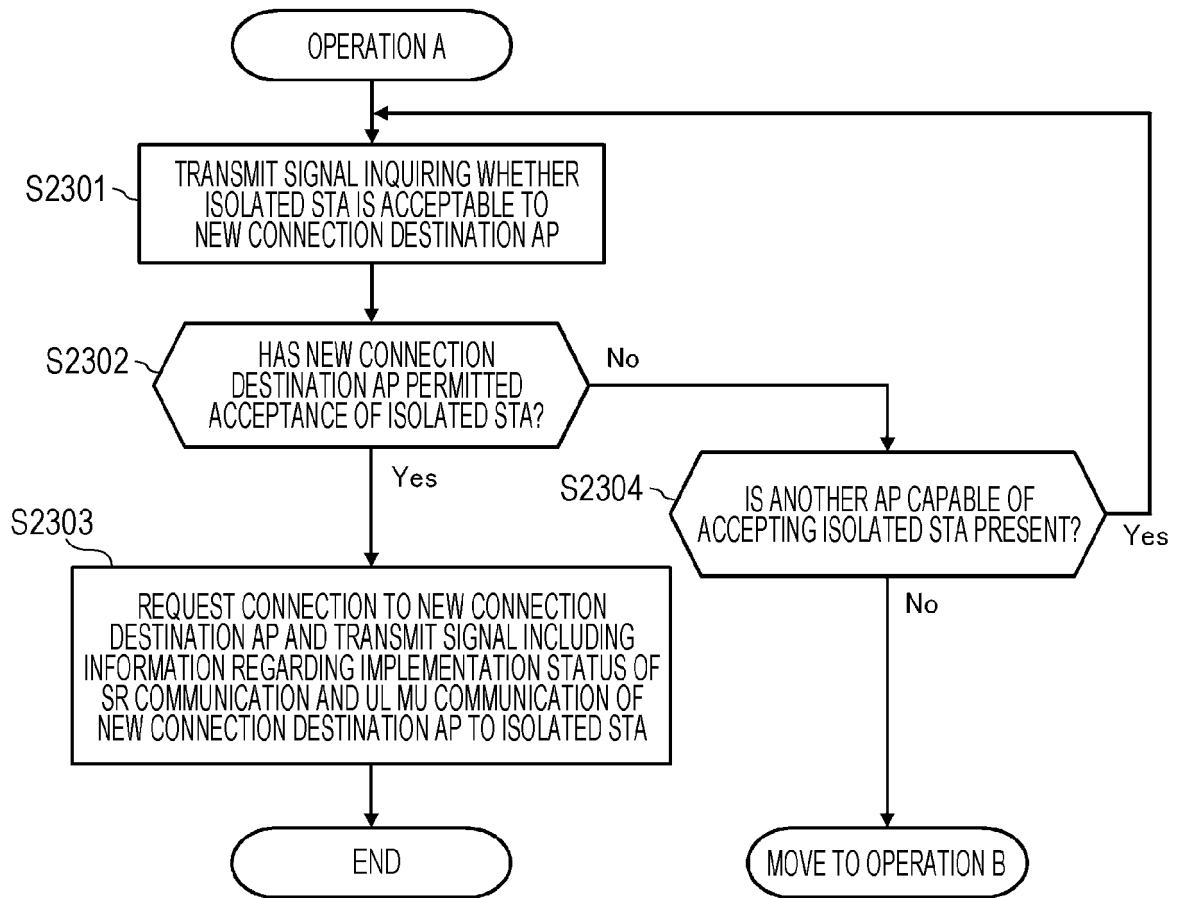 OPERATION A
S2301
TRANSMIT SIGNAL INQUIRING WHETHER
ISOLATED STA IS ACCEPTABLE TO
NEW CONNECTION DESTINATION AP
S2302
HAS NEW CONNECTION
DESTINATION AP PERMITTED
ACCEPTANCE OF ISOLATED STA?
No
Yes
S2304
IS ANOTHER AP CAPABLE OF
ACCEPTING ISOLATED STA PRESENT?
Yes
No
S2303
REQUEST CONNECTION TO NEW CONNECTION
DESTINATION AP AND TRANSMIT SIGNAL INCLUDING
INFORMATION REGARDING IMPLEMENTATION STATUS OF
SR COMMUNICATION AND UL MU COMMUNICATION OF
NEW CONNECTION DESTINATION AP TO ISOLATED STA
END
MOVE TO OPERATION B